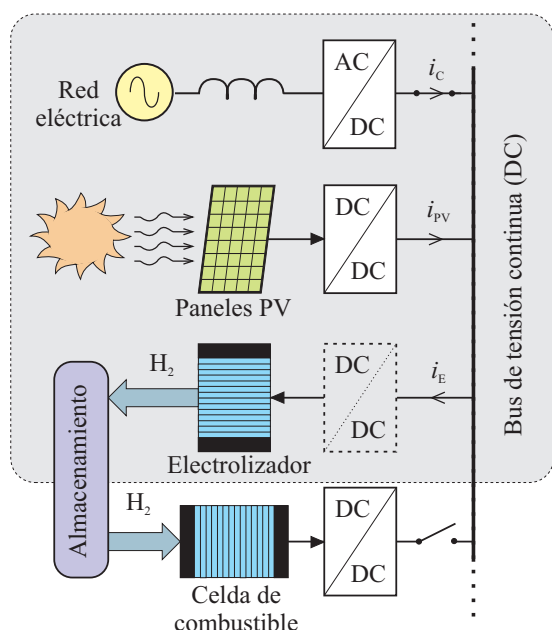 Red
eléctrica
AC
DC
i_C
DC
DC
i_PV
Paneles PV
Bus de tensión continua (DC)
H₂
DC
DC
i_E
Electrolizador
Almacenamiento
H₂
DC
DC
Celda de
combustible